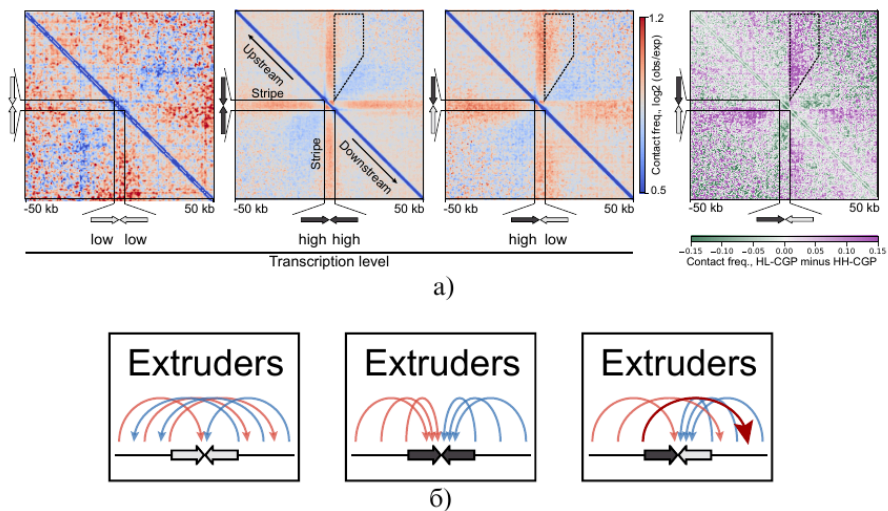 Upstream
Stripe
Stripe
Downstream
1.2
Contact freq., log2 (obs/exp)
0.5
-50 kb 50 kb
-50 kb 50 kb
-50 kb 50 kb
-50 kb 50 kb
low low
high high
high low
Transcription level
-0.15 -0.10 -0.05 0.00 0.05 0.10 0.15
Contact freq., HL-CGP minus HH-CGP
а)
Extruders
Extruders
Extruders
б)